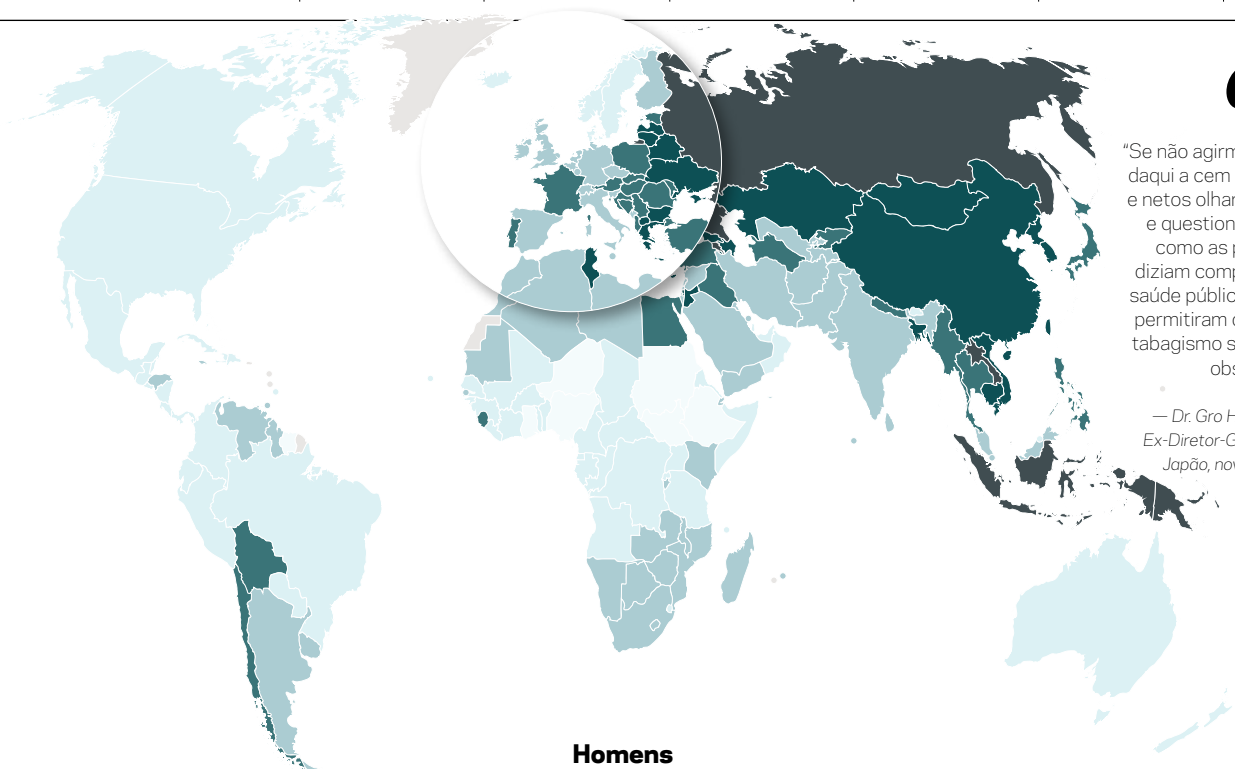 “Se não agirm
daqui a cem
e netos olhar
e question
como as p
diziam comp
saúde públic
permitiram q
tabagismo s
obs
— Dr. Gro H
Ex-Diretor-G
Japão, nov
Homens